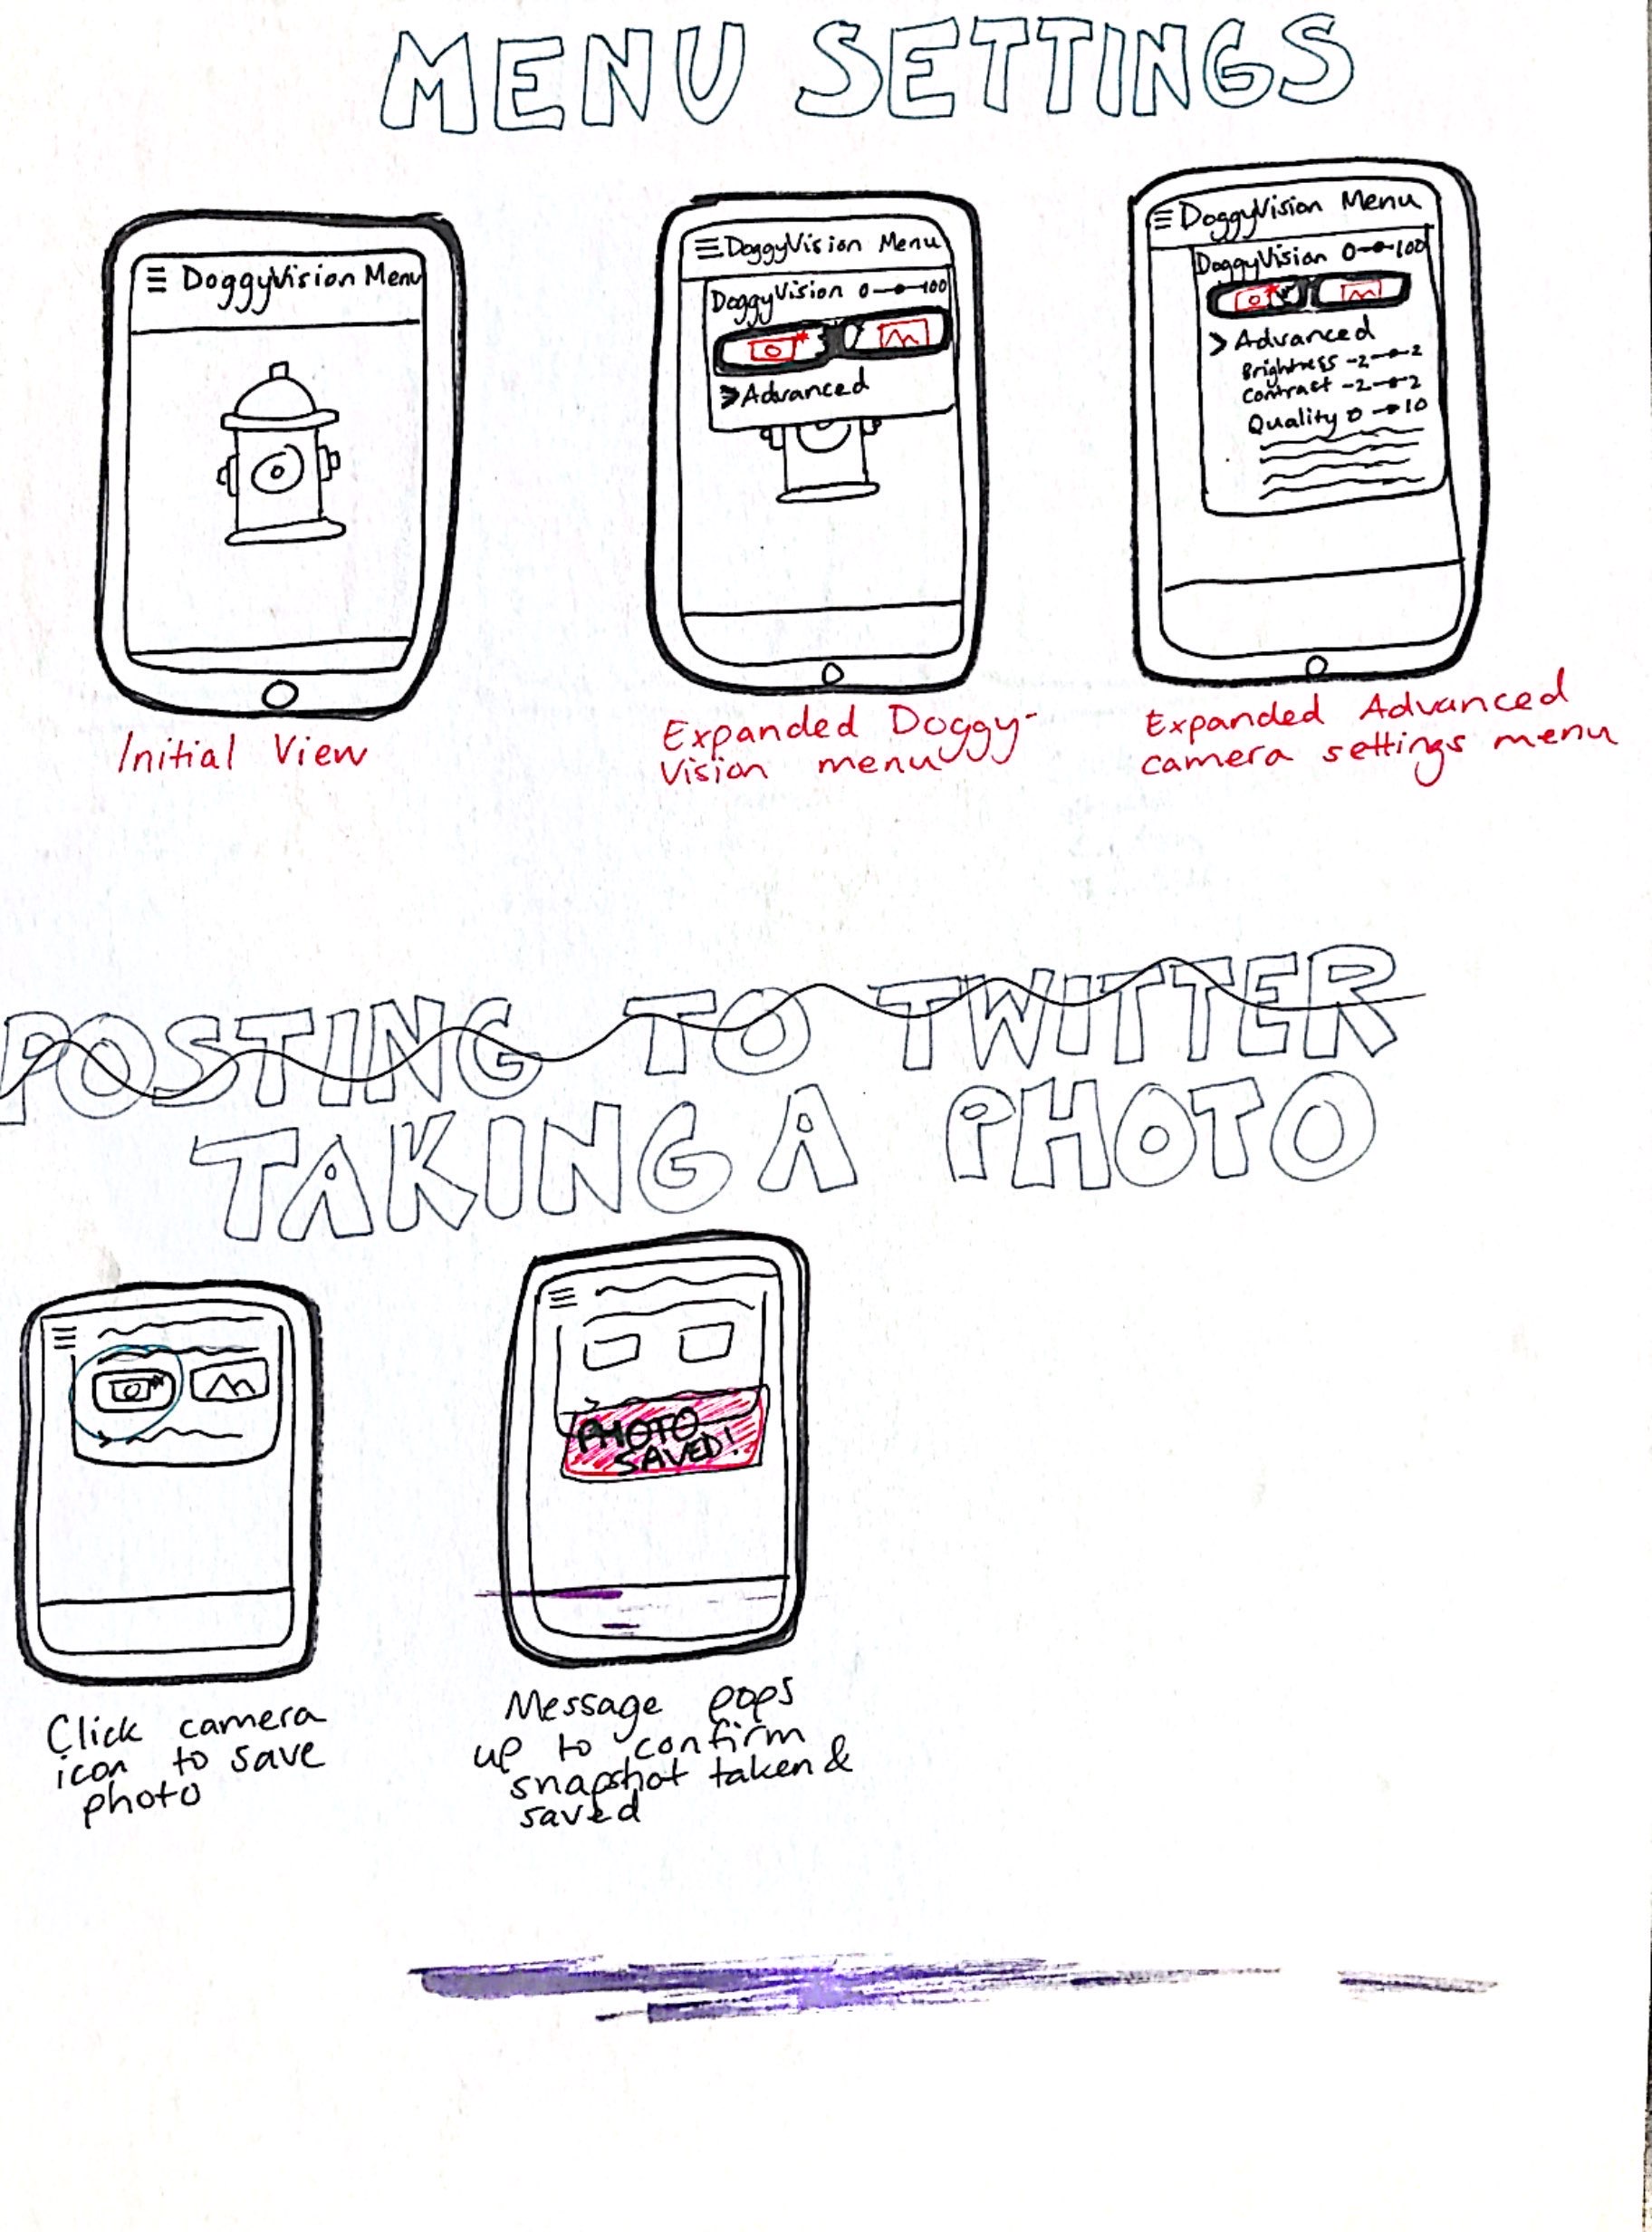 MENU SETTINGS
DoggyVision Menu
DoggyVision Menu
DoggyVision 0 100
>Advanced
DoggyVision Menu
DoggyVision 0 100
> Advanced
Brightness -2 2
Contract -2 2
Quality 0 10
Initial View
Expanded Doggy-
Vision menu
Expanded Advanced
camera settings menu
POSTING TO TWITTER
TAKING A PHOTO
PHOTO
SAVED!
Click camera
icon to save
photo
Message pops
up to confirm
snapshot taken &
saved